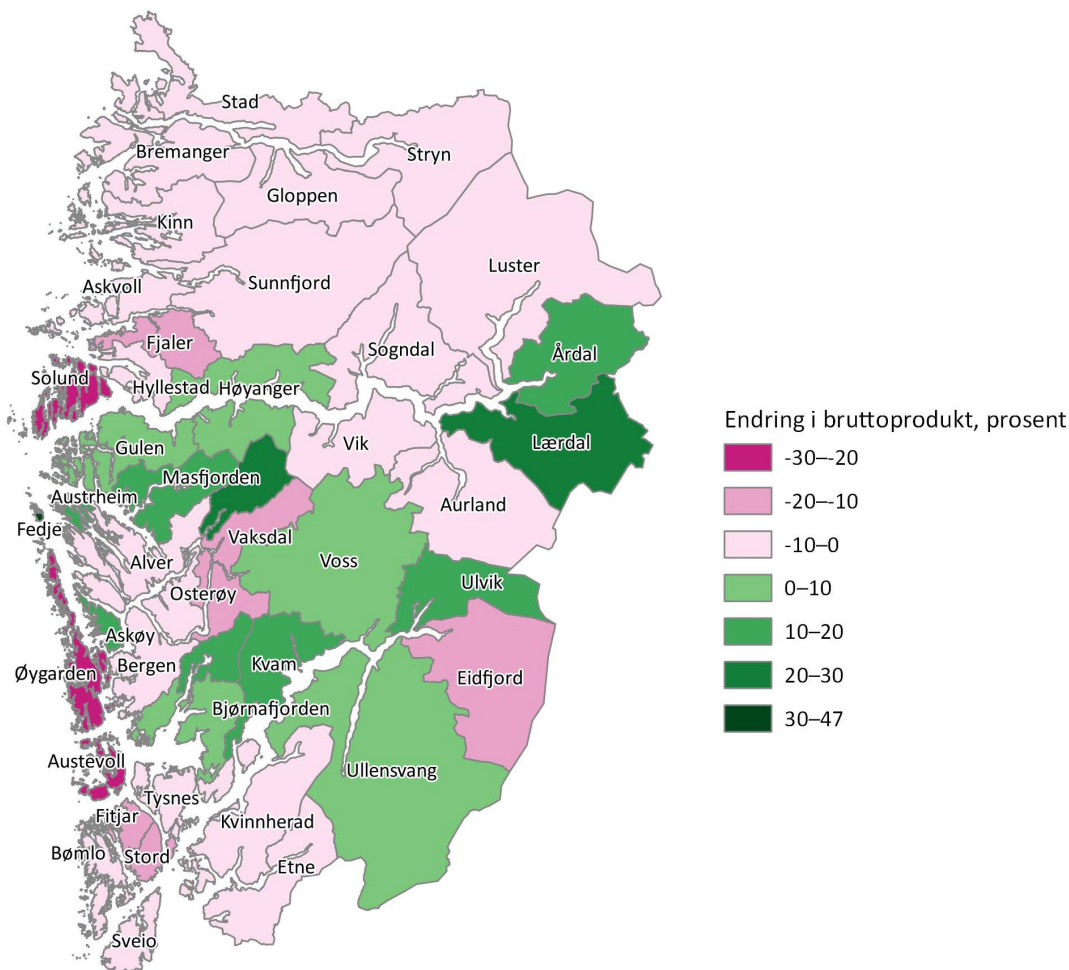 Stad
Bremanger
Stryn
Gloppen
Kinn
Luster
Askvoll
Sunnfjord
Fjaler
Sogndal
Årdal
Solund
Hyllestad
Høyanger
Endring i bruttoprodukt, prosent
-30–-20
-20–-10
-10–0
0–10
10–20
20–30
30–47
Gulen
Vik
Lærdal
Masfjorden
Austrheim
Aurland
Fedje
Vaksdal
Alver
Voss
Ulvik
Osterøy
Askøy
Bergen
Kvam
Øygarden
Eidfjord
Bjørnafjorden
Austevoll
Ullensvang
Tysnes
Fitjar
Kvinnherad
Bømlo
Stord
Etne
Sveio